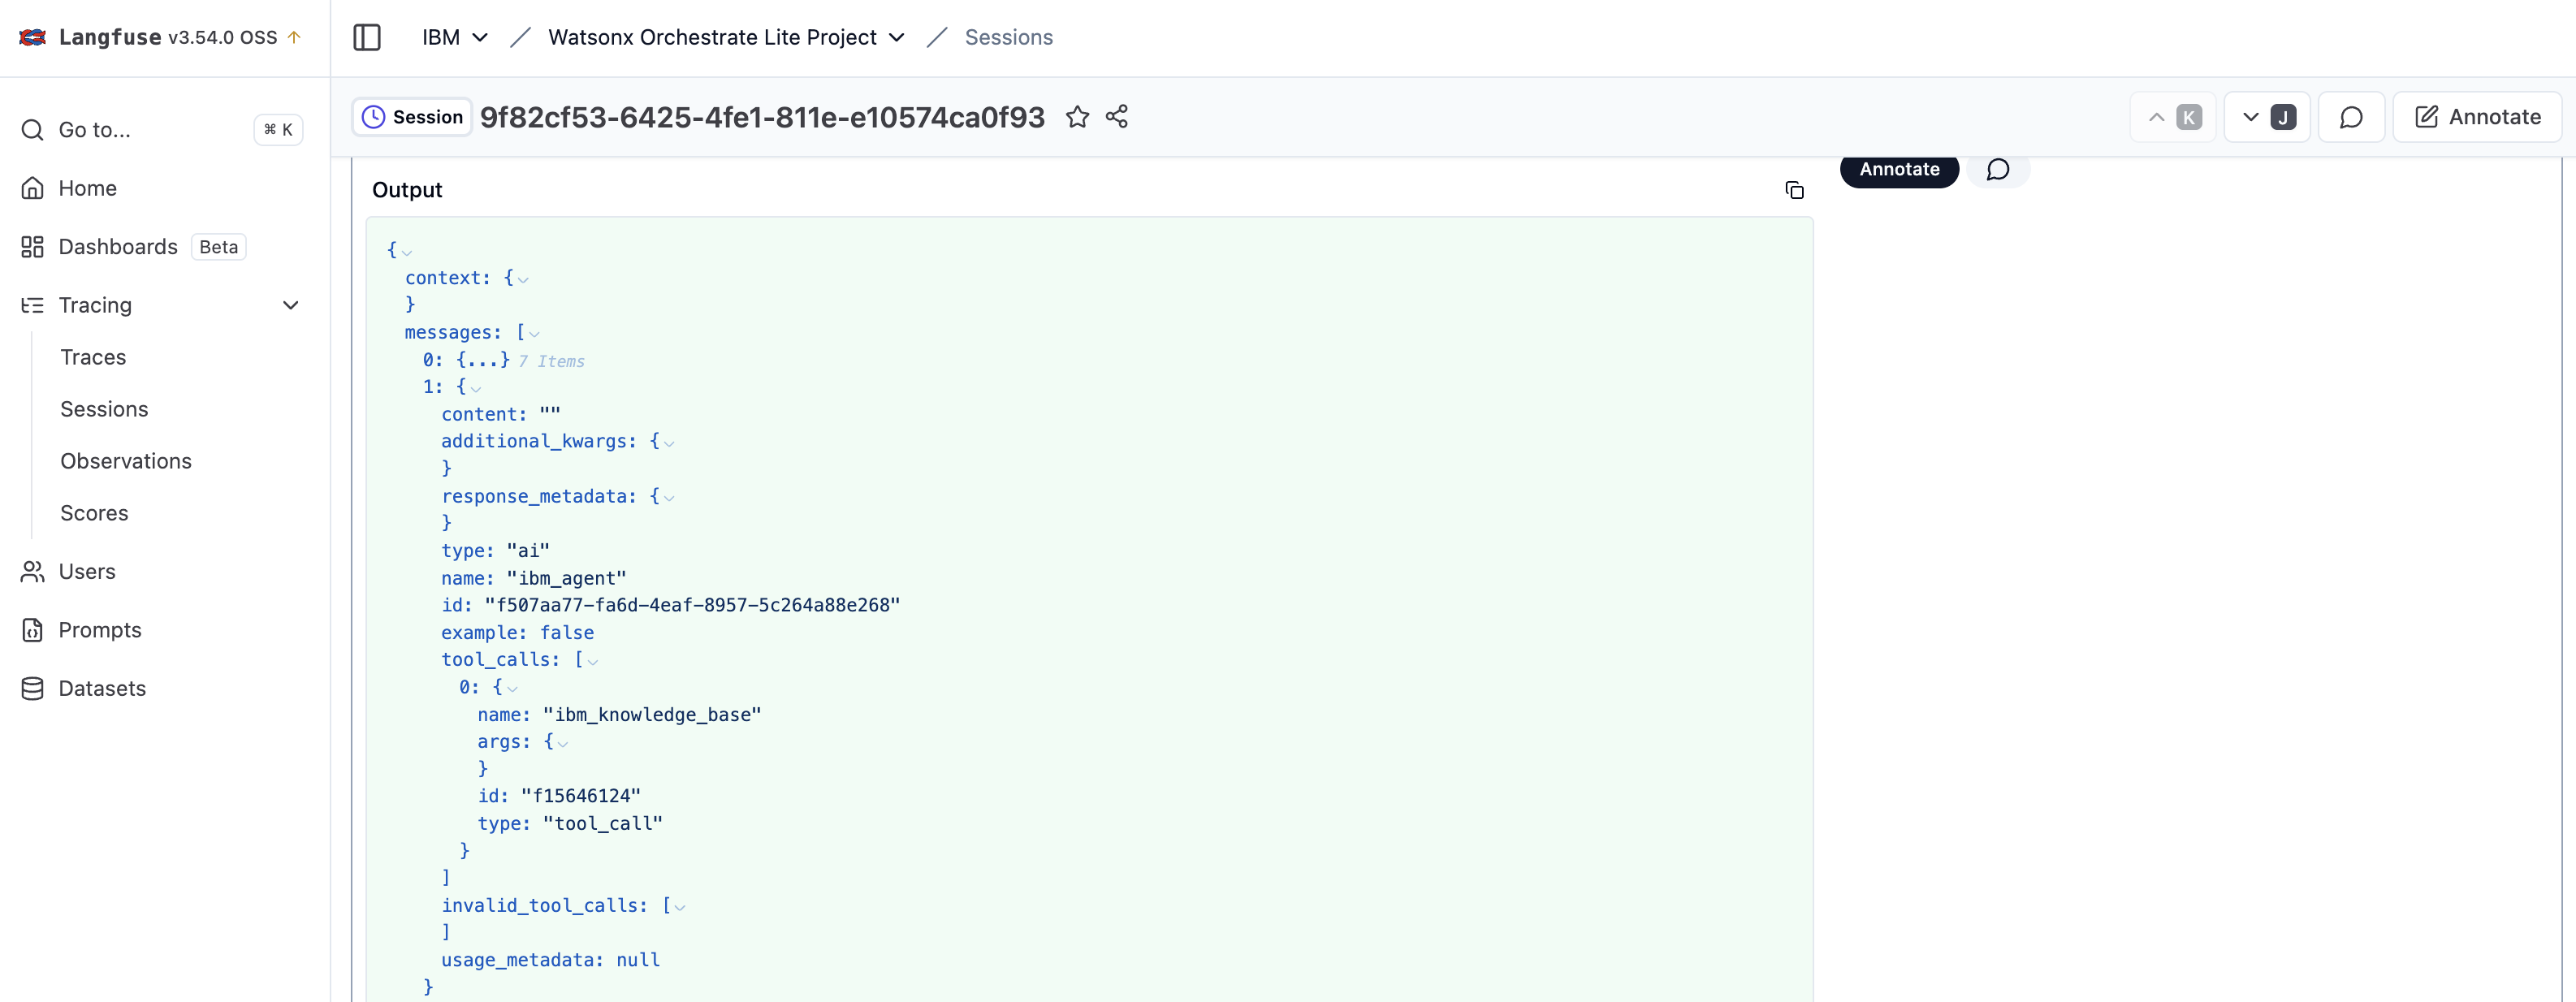 Langfuse v3.54.0 OSS
IBM / Watsonx Orchestrate Lite Project / Sessions
Session 9f82cf53-6425-4fe1-811e-e10574ca0f93
K
J
Annotate
Go to...
⌘ K
Home
Dashboards Beta
Tracing
Traces
Sessions
Observations
Scores
Users
Prompts
Datasets
Annotate
Output
{
context: {
}
messages: [
0: {...} 7 Items
1: {
content: ""
additional_kwargs: {
}
response_metadata: {
}
type: "ai"
name: "ibm_agent"
id: "f507aa77-fa6d-4eaf-8957-5c264a88e268"
example: false
tool_calls: [
0: {
name: "ibm_knowledge_base"
args: {
}
id: "f15646124"
type: "tool_call"
}
]
invalid_tool_calls: [
]
usage_metadata: null
}